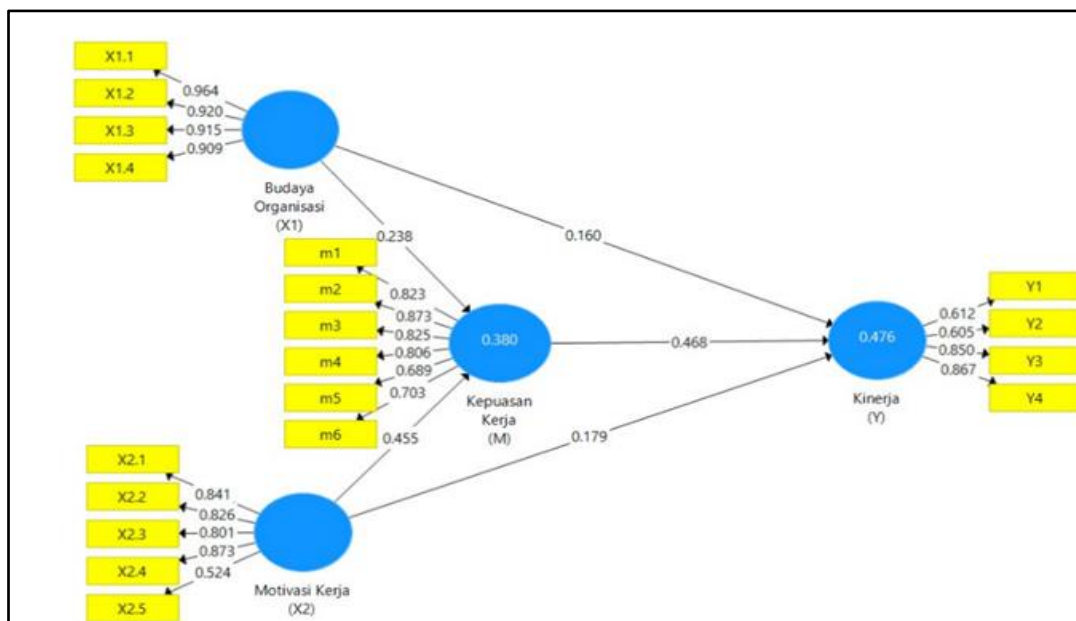 X1.1
X1.2
X1.3
X1.4
0.964
0.920
0.915
0.909
Budaya
Organisasi
(X1)
0.238
0.160
m1
m2
m3
m4
m5
m6
0.823
0.873
0.825
0.806
0.689
0.703
0.380
Kepuasan
Kerja
(M)
0.468
0.476
Kinerja
(Y)
0.612
0.605
0.850
0.867
Y1
Y2
Y3
Y4
0.455
0.179
X2.1
X2.2
X2.3
X2.4
X2.5
0.841
0.826
0.801
0.873
0.524
Motivasi Kerja
(X2)